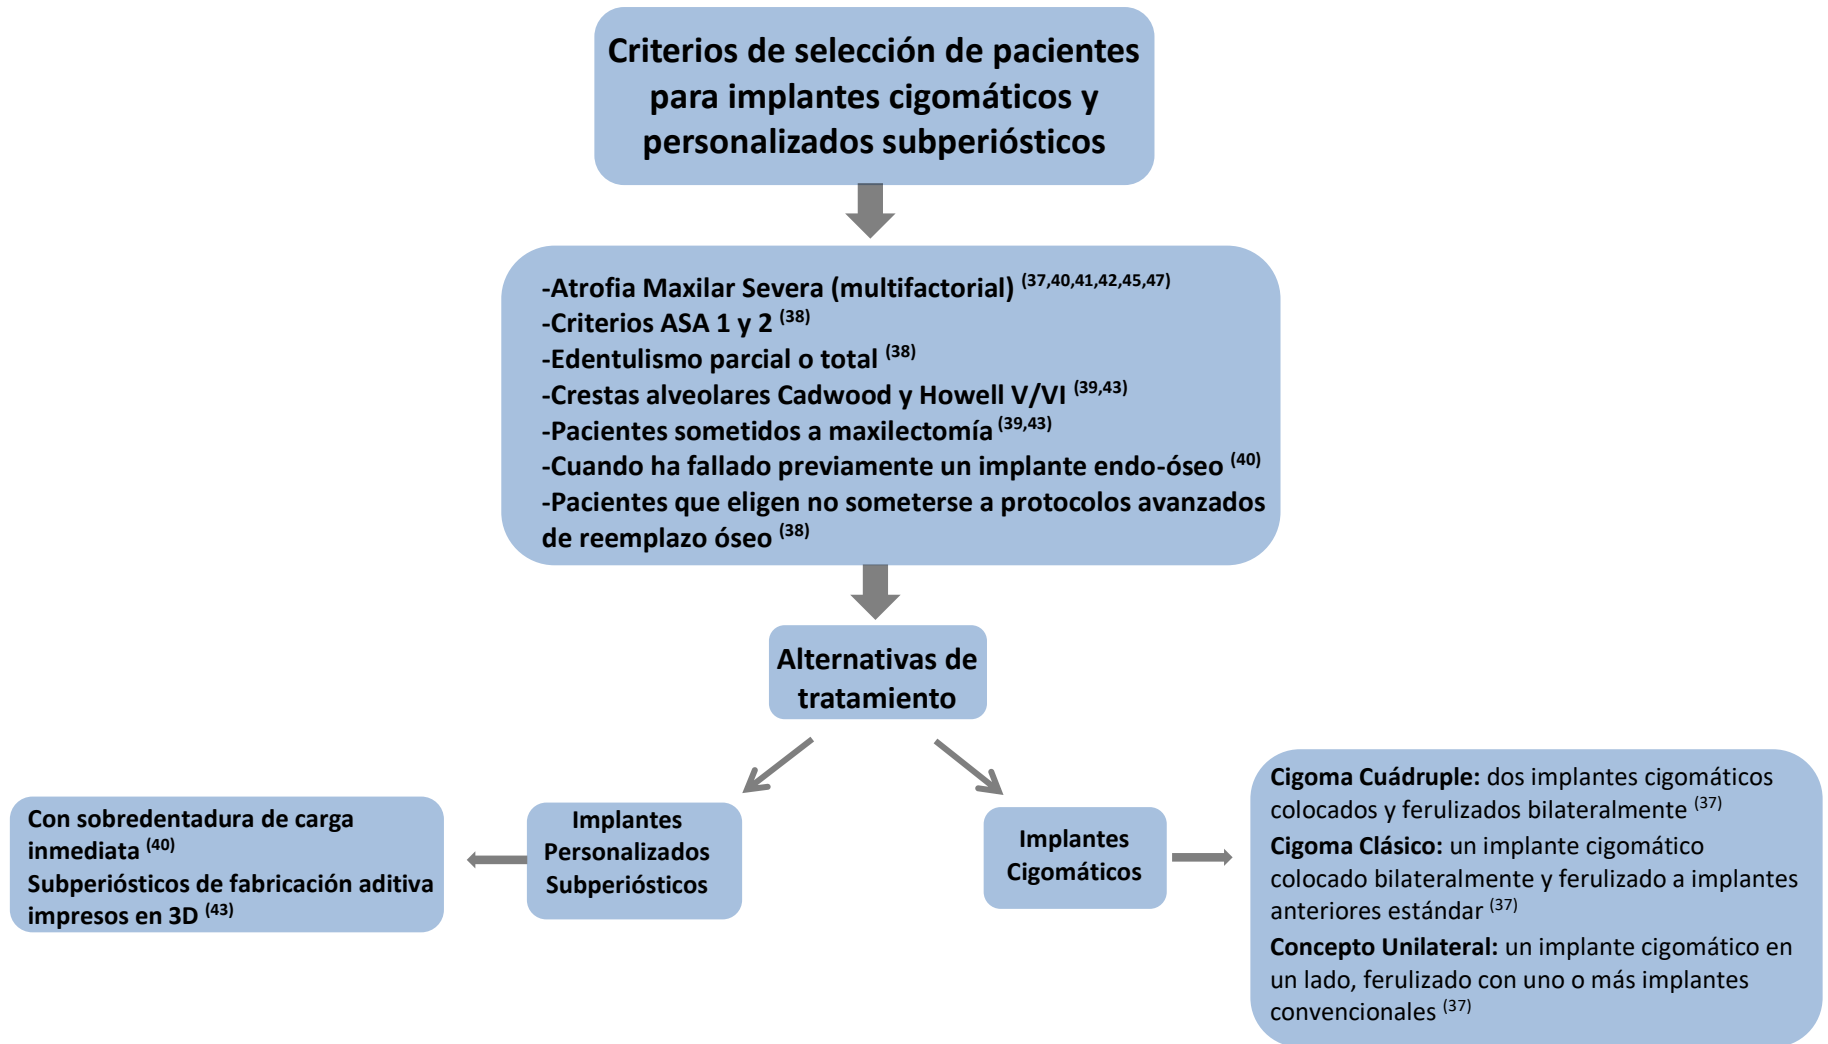 Criterios de selección de pacientes
para implantes cigomáticos y
personalizados subperiósticos
-Atrofia Maxilar Severa (multifactorial) (37,40,41,42,45,47)
-Criterios ASA 1 y 2 (38)
-Edentulismo parcial o total (38)
-Crestas alveolares Cadwood y Howell V/VI (39,43)
-Pacientes sometidos a maxilectomía (39,43)
-Cuando ha fallado previamente un implante endo-óseo (40)
-Pacientes que eligen no someterse a protocolos avanzados
de reemplazo óseo (38)
Alternativas de
tratamiento
Con sobredentadura de carga
inmediata (40)
Subperiósticos de fabricación aditiva
impresos en 3D (43)
Implantes
Personalizados
Subperiósticos
Implantes
Cigomáticos
Cigoma Cuádruple: dos implantes cigomáticos
colocados y ferulizados bilateralmente (37)
Cigoma Clásico: un implante cigomático
colocado bilateralmente y ferulizado a implantes
anteriores estándar (37)
Concepto Unilateral: un implante cigomático en
un lado, ferulizado con uno o más implantes
convencionales (37)